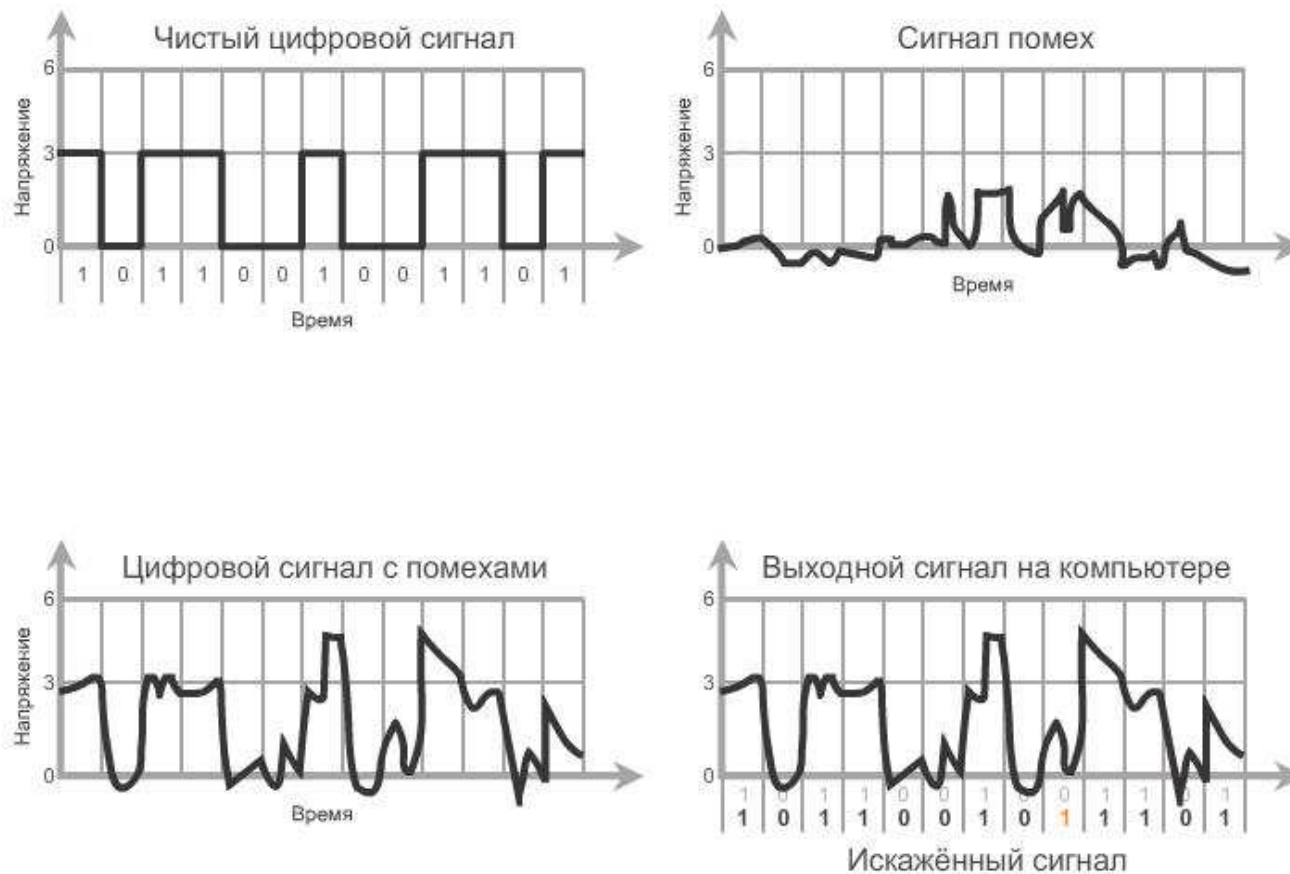 Чистый цифровой сигнал
6
3
0
Напряжение
1 0 1 1 0 0 1 0 0 1 1 0 1
Время
Сигнал помех
6
3
0
Напряжение
Время
Цифровой сигнал с помехами
6
3
0
Напряжение
Время
Выходной сигнал на компьютере
6
3
0
1 0 1 1 0 0 1 0 0 1 1 0 1
1 0 1 1 0 0 1 0 1 1 1 0 1
Искажённый сигнал